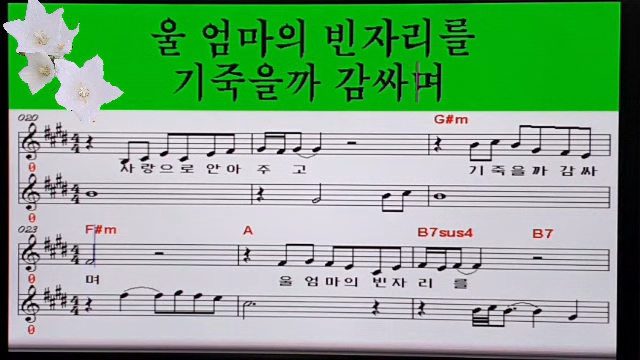 울 엄마의 빈자리를
기죽을까 감싸며
020
G#m
사랑으로 안아 주고 기죽을까 감싸
023 F#m A B7sus4 B7
며 울 엄마의 빈자리를